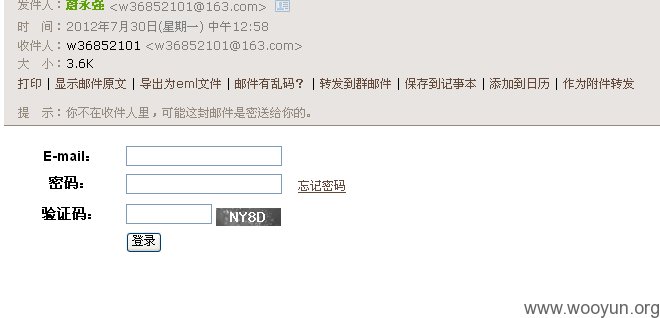 发件人：蔚永强 <w36852101@163.com>
时　间：2012年7月30日(星期一) 中午12:58
收件人：w36852101 <w36852101@163.com>
大　小：3.6K
打印 | 显示邮件原文 | 导出为eml文件 | 邮件有乱码？ | 转发到群邮件 | 保存到记事本 | 添加到日历 | 作为附件转发
提　示：你不在收件人里，可能这封邮件是密送给你的。
E-mail：
密码： 忘记密码
验证码： NY8D
登录
www.wooyun.org